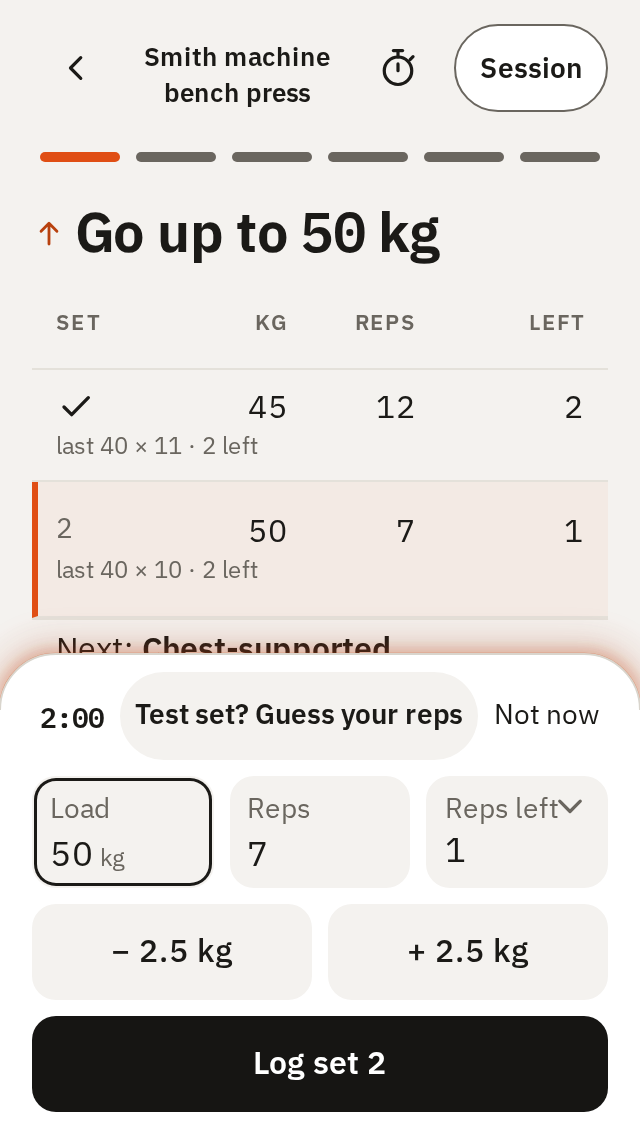 Smith machine
bench press
Session
Go up to 50 kg
SET KG REPS LEFT
45 12 2
last 40 × 11 · 2 left
2 50 7 1
last 40 × 10 · 2 left
Next: Chest-supported
2:00 Test set? Guess your reps Not now
Load Reps Reps left
50 kg 7 1
− 2.5 kg + 2.5 kg
Log set 2